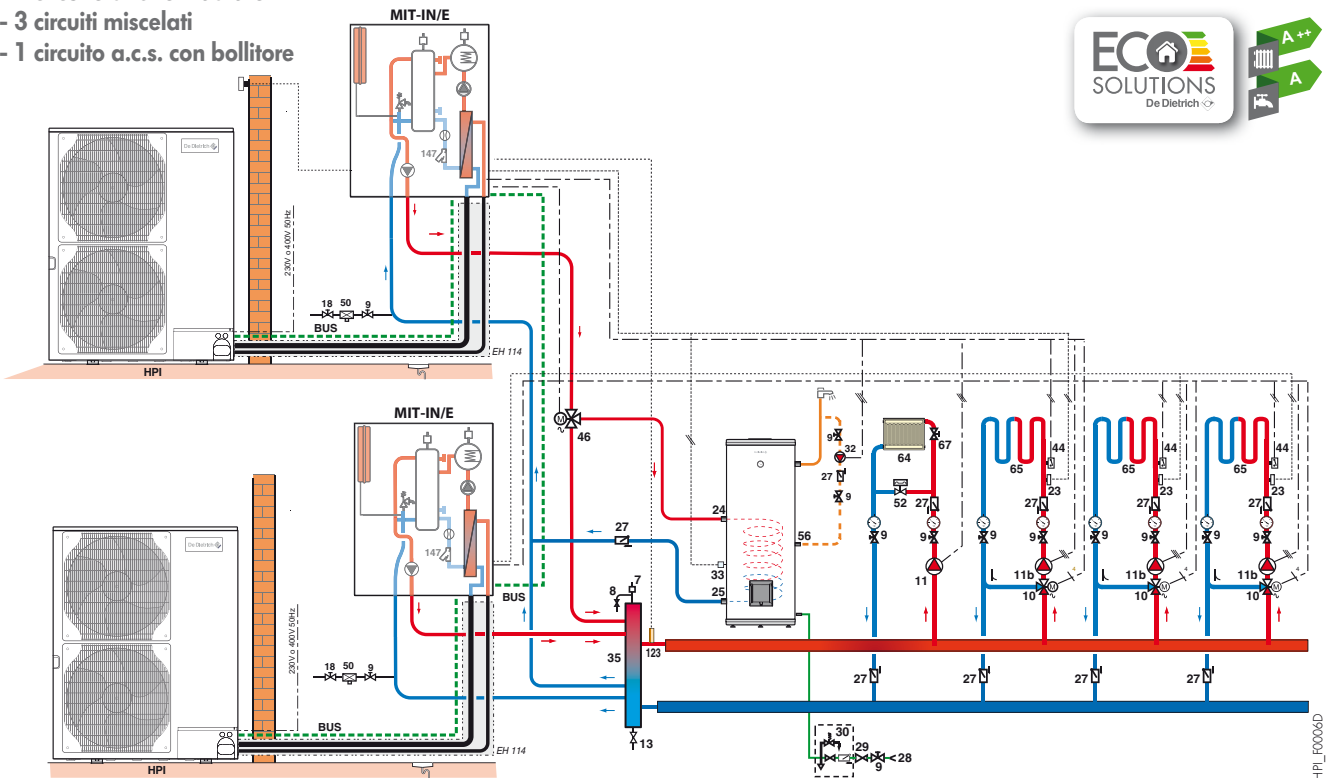 - 3 circuiti miscelati
- 1 circuito a.c.s. con bollitore
MIT-IN/E
147
ECO
SOLUTIONS
De Dietrich
A++
A
De Dietrich
230V o 400V 50Hz
18 50 9
BUS
EH 114
HPI
MIT-IN/E
147
BUS
De Dietrich
230V o 400V 50Hz
18 50 9
BUS
EH 114
HPI
M
46
27
7
8
35
123
13
24
33
25
56
9
32
27
9
64
67
52
27
9
9
11
65
44
23
27
9
9
11b
10
M
65
44
23
27
9
9
11b
10
M
65
44
23
27
9
9
11b
10
M
27
27
27
27
30
29
9
28
HPI_F0006D